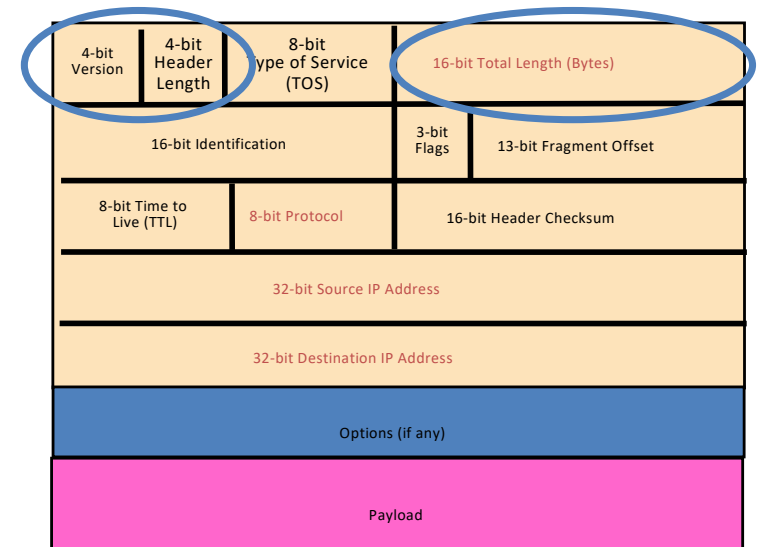 4-bit
Version
4-bit
Header
Length
8-bit
Type of Service
(TOS)
16-bit Total Length (Bytes)
16-bit Identification
3-bit
Flags
13-bit Fragment Offset
8-bit Time to
Live (TTL)
8-bit Protocol
16-bit Header Checksum
32-bit Source IP Address
32-bit Destination IP Address
Options (if any)
Payload